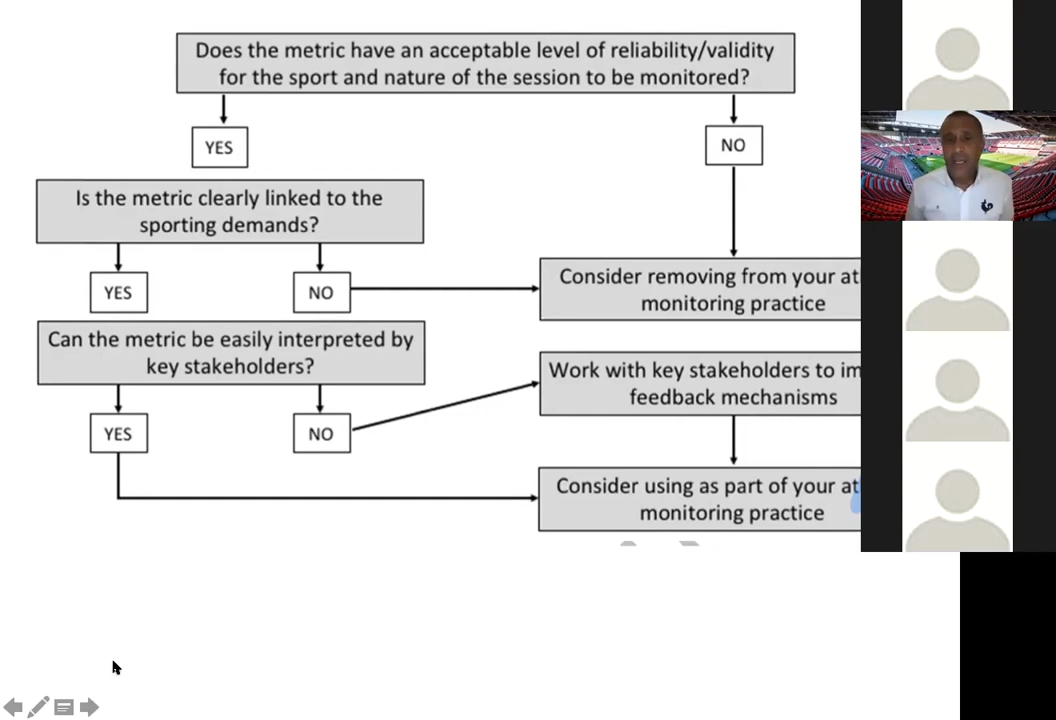 Does the metric have an acceptable level of reliability/validity
for the sport and nature of the session to be monitored?
YES
NO
Is the metric clearly linked to the
sporting demands?
YES
NO
Consider removing from your
monitoring practice
Can the metric be easily interpreted by
key stakeholders?
Work with key stakeholders to
feedback mechanisms
YES
NO
Consider using as part of your
monitoring practice